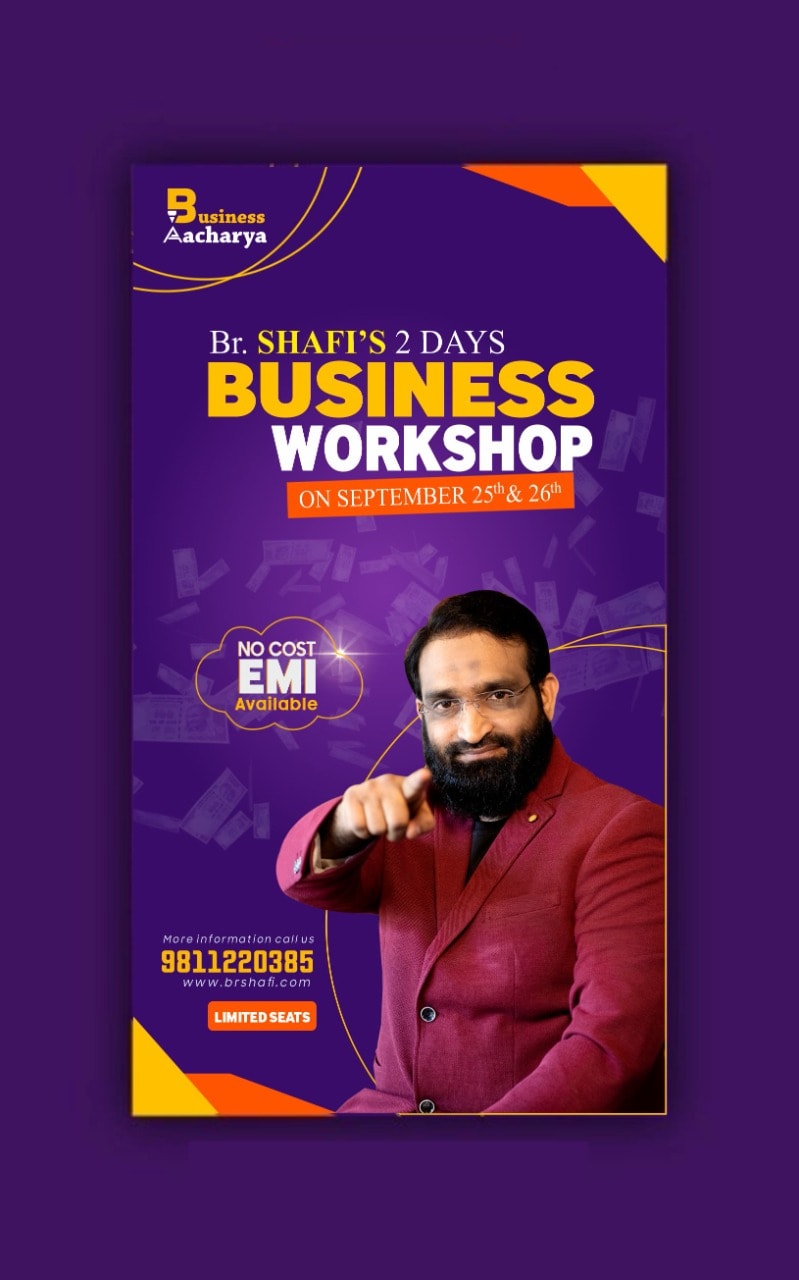 Business
Aacharya
Br. SHAFI'S 2 DAYS
BUSINESS
WORKSHOP
ON SEPTEMBER 25th & 26th
NO COST
EMI
Available
More information call us
9811220385
www.brshafi.com
LIMITED SEATS